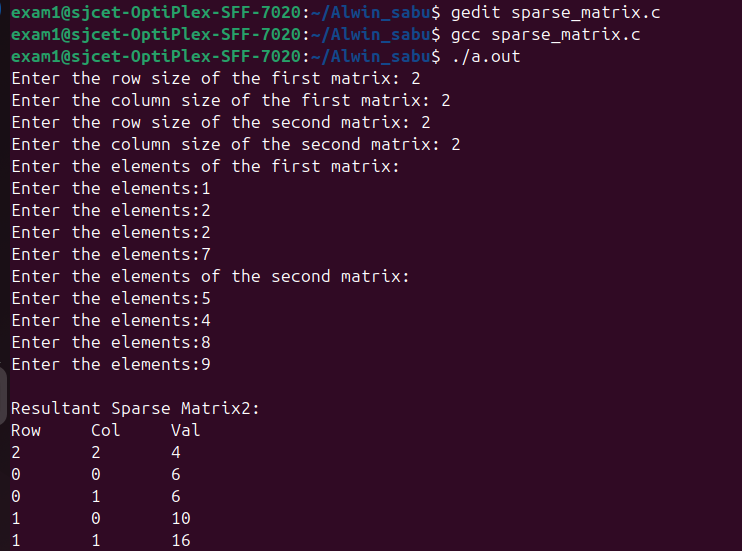 exam1@sjcet-OptiPlex-SFF-7020:~/Alwin_sabu$ gedit sparse_matrix.c
exam1@sjcet-OptiPlex-SFF-7020:~/Alwin_sabu$ gcc sparse_matrix.c
exam1@sjcet-OptiPlex-SFF-7020:~/Alwin_sabu$ ./a.out
Enter the row size of the first matrix: 2
Enter the column size of the first matrix: 2
Enter the row size of the second matrix: 2
Enter the column size of the second matrix: 2
Enter the elements of the first matrix:
Enter the elements:1
Enter the elements:2
Enter the elements:2
Enter the elements:7
Enter the elements of the second matrix:
Enter the elements:5
Enter the elements:4
Enter the elements:8
Enter the elements:9
Resultant Sparse Matrix2:
Row Col Val
2 2 4
0 0 6
0 1 6
1 0 10
1 1 16